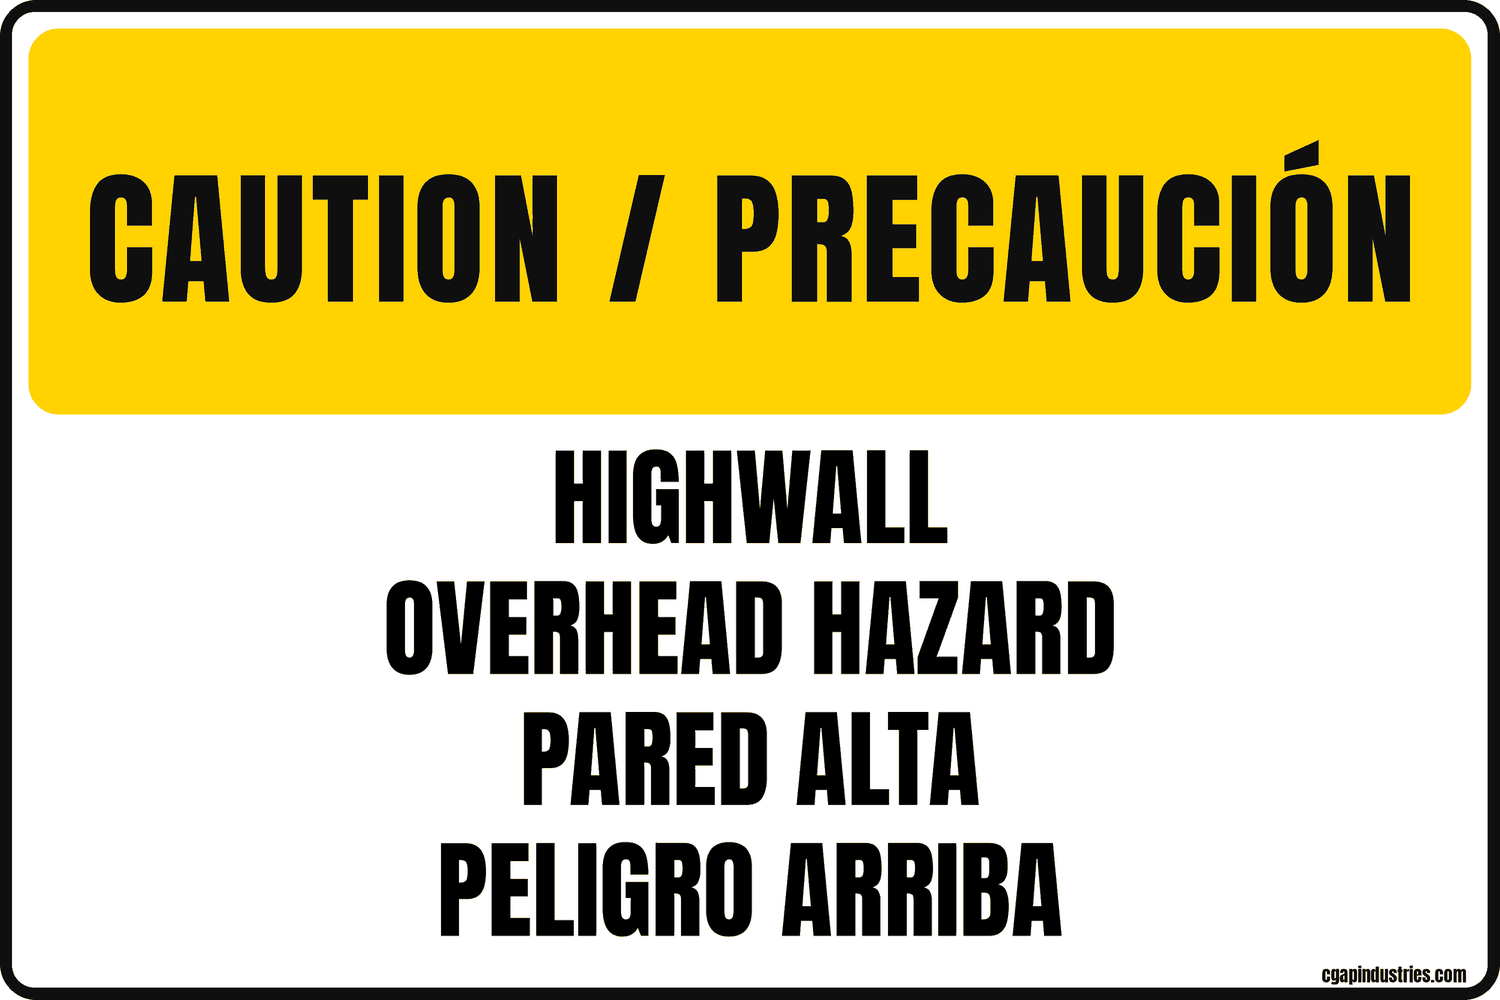 CAUTION / PRECAUCIÓN
HIGHWALL
OVERHEAD HAZARD
PARED ALTA
PELIGRO ARRIBA
cgapindustries.com